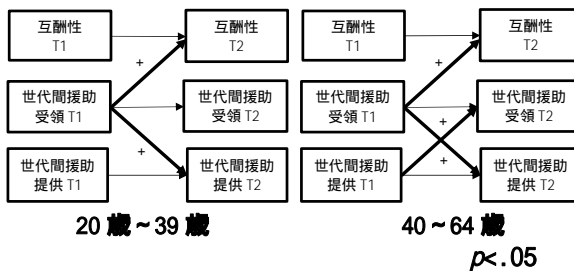 互酬性
T1
互酬性
T2
+
世代間援助
受領 T1
世代間援助
受領 T2
+
世代間援助
提供 T1
世代間援助
提供 T2
20 歳～39 歳
互酬性
T1
互酬性
T2
+
世代間援助
受領 T1
世代間援助
受領 T2
+
+
世代間援助
提供 T1
世代間援助
提供 T2
40～64 歳
p<.05